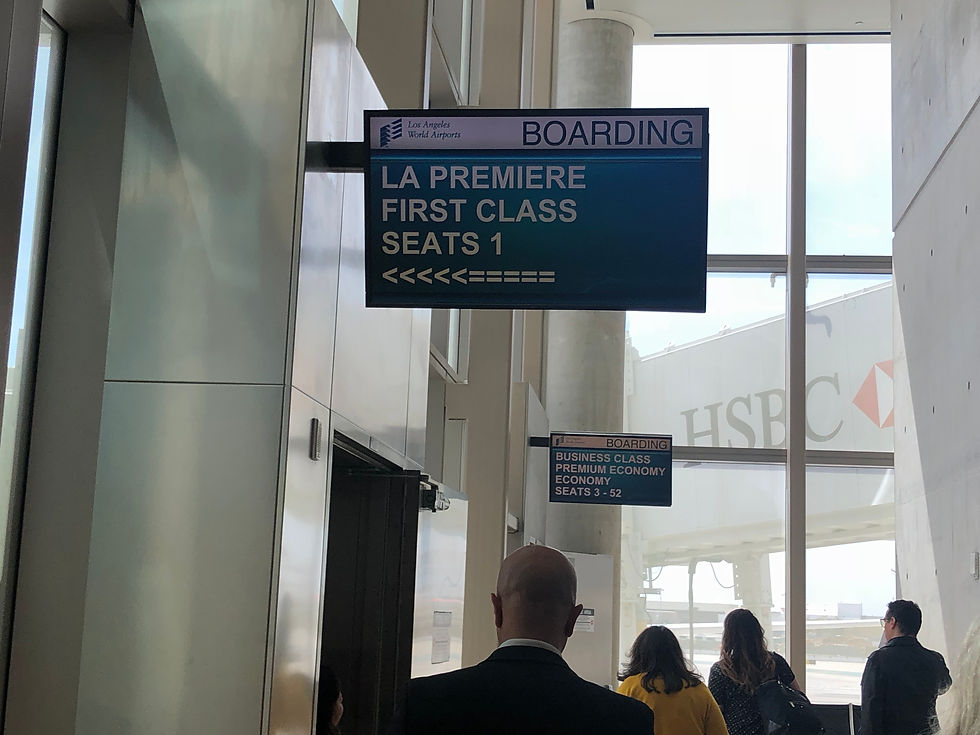 Los Angeles
World Airports
BOARDING
LA PREMIERE
FIRST CLASS
SEATS 1
<<<<<=====
HSBC
BOARDING
BUSINESS CLASS
PREMIUM ECONOMY
ECONOMY
SEATS 3 - 52